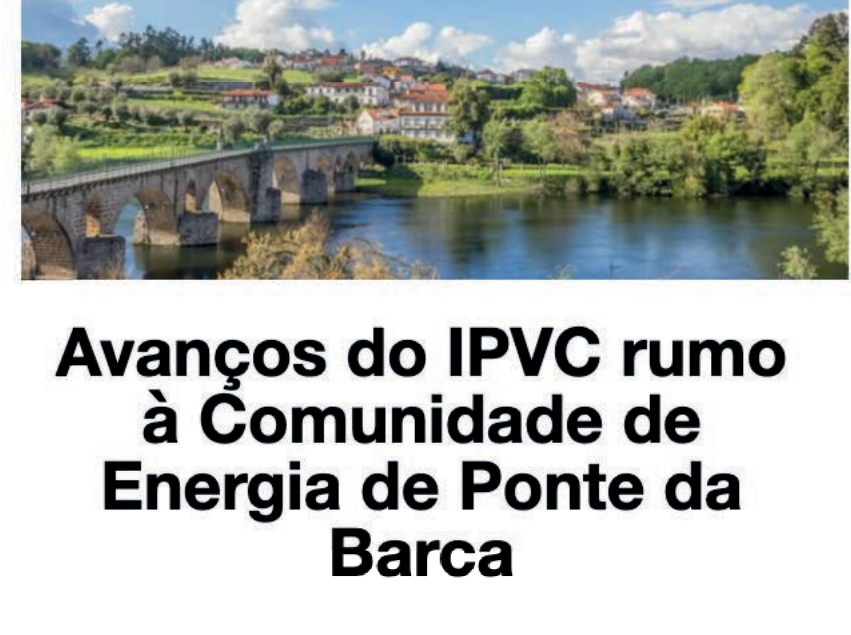 Avanços do IPVC rumo
à Comunidade de
Energia de Ponte da
Barca